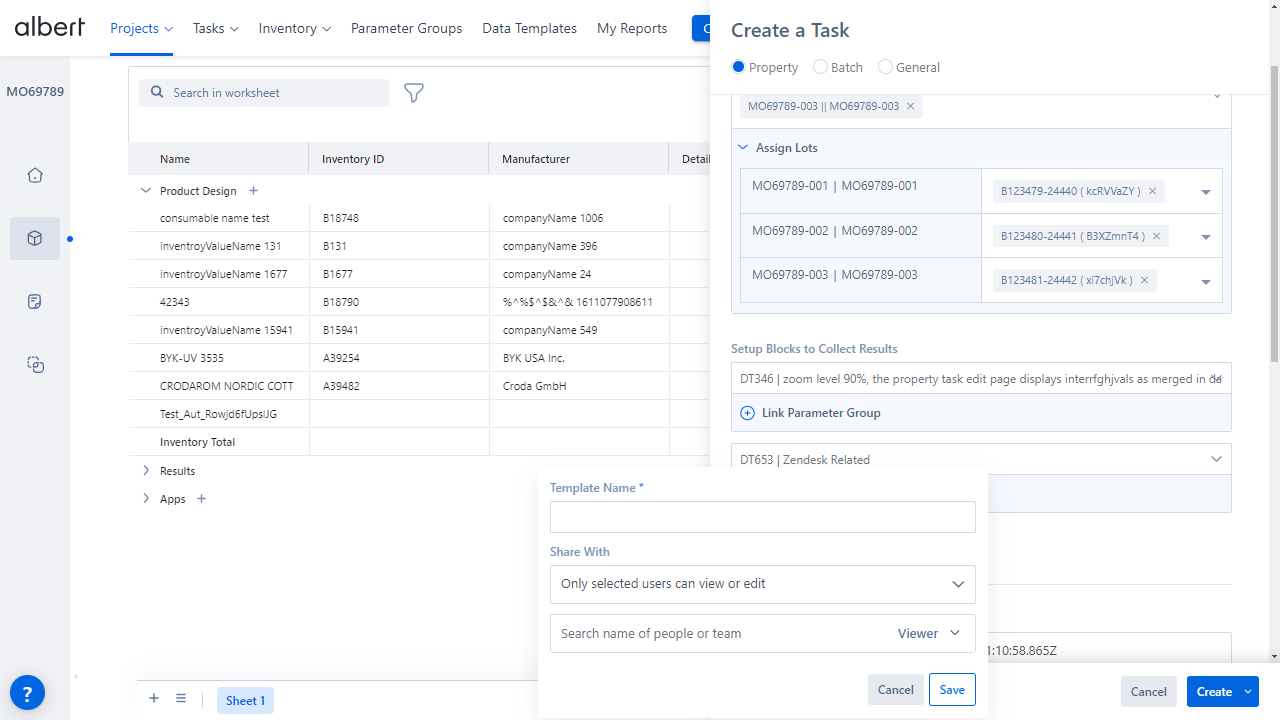 albert
Projects
Tasks
Inventory
Parameter Groups
Data Templates
My Reports
MO69789
Search in worksheet
Name
Inventory ID
Manufacturer
Product Design
consumable name test
B18748
companyName 1006
inventroyValueName 131
B131
companyName 396
inventroyValueName 1677
B1677
companyName 24
42343
B18790
%^%$^$&^& 1611077908611
inventroyValueName 15941
B15941
companyName 549
BYK-UV 3535
A39254
BYK USA Inc.
CRODAROM NORDIC COTT
A39482
Croda GmbH
Test_Aut_Rowjd6fUpsIJG
Inventory Total
Results
Apps
Sheet 1
?
Create a Task
Property
Batch
General
MO69789-003 || MO69789-003
Assign Lots
MO69789-001 | MO69789-001
B123479-24440 ( kcRVVaZY )
MO69789-002 | MO69789-002
B123480-24441 ( B3XZmnT4 )
MO69789-003 | MO69789-003
B123481-24442 ( xi7chjVk )
Setup Blocks to Collect Results
DT346 | zoom level 90%, the property task edit page displays interrfghjvals as merged in da
Link Parameter Group
DT653 | Zendesk Related
Template Name *
Share With
Only selected users can view or edit
Search name of people or team
Viewer
Cancel
Save
1:10:58.865Z
Cancel
Create